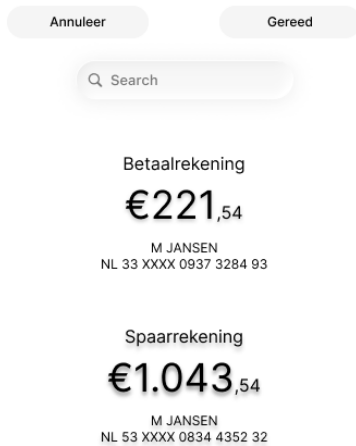 Annuleer Gereed
Search
Betaalrekening
€221,54
M JANSEN
NL 33 XXXX 0937 3284 93
Spaarrekening
€1.043,54
M JANSEN
NL 53 XXXX 0834 4352 32